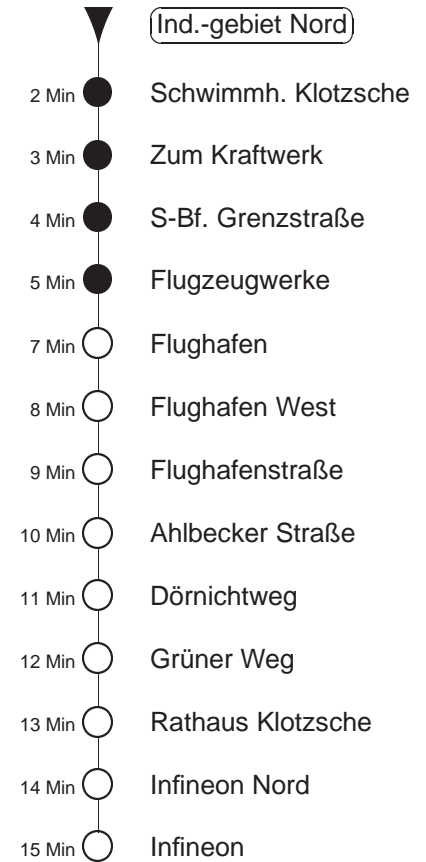 Ind.-gebiet Nord
2 Min Schwimmh. Klotzsche
3 Min Zum Kraftwerk
4 Min S-Bf. Grenzstraße
5 Min Flugzeugwerke
7 Min Flughafen
8 Min Flughafen West
9 Min Flughafenstraße
10 Min Ahlbecker Straße
11 Min Dörnichtweg
12 Min Grüner Weg
13 Min Rathaus Klotzsche
14 Min Infineon Nord
15 Min Infineon